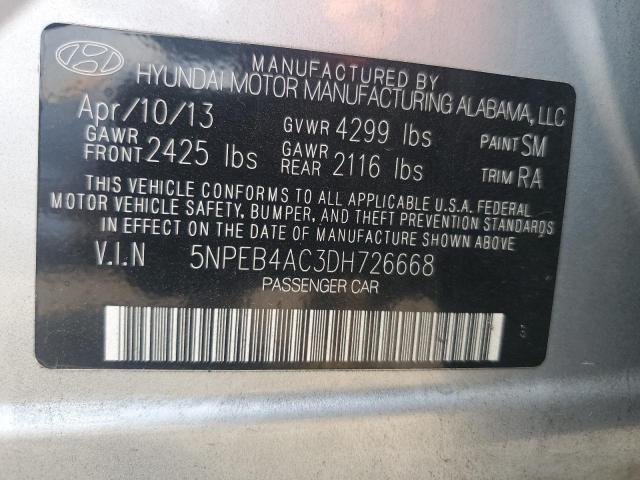 MANUFACTURED BY
HYUNDAI MOTOR MANUFACTURING ALABAMA, LLC
Apr/10/13 GVWR 4299 lbs PAINT SM
GAWR FRONT 2425 lbs GAWR REAR 2116 lbs TRIM RA
THIS VEHICLE CONFORMS TO ALL APPLICABLE U.S.A. FEDERAL
MOTOR VEHICLE SAFETY, BUMPER, AND THEFT PREVENTION STANDARDS
IN EFFECT ON THE DATE OF MANUFACTURE SHOWN ABOVE
V.I.N 5NPEB4AC3DH726668
PASSENGER CAR